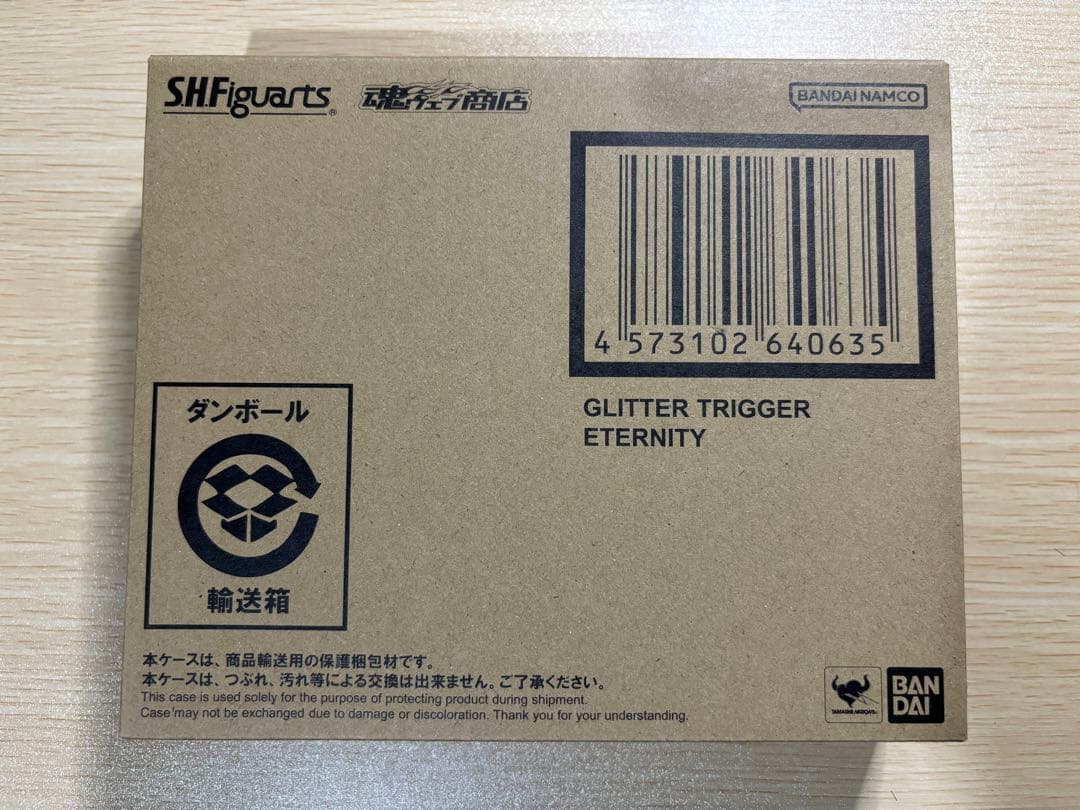 S.H.Figuarts®
魂ウェブ商店
BANDAI NAMCO
4 573102 640635
GLITTER TRIGGER
ETERNITY
ダンボール
輸送箱
本ケースは、商品輸送用の保護梱包材です。
本ケースは、つぶれ、汚れ等による交換は出来ません。ご了承ください。
This case is used solely for the purpose of protecting product during shipment.
Case may not be exchanged due to damage or discoloration. Thank you for your understanding.
TAMASHII NATIONS
BAN
DAI